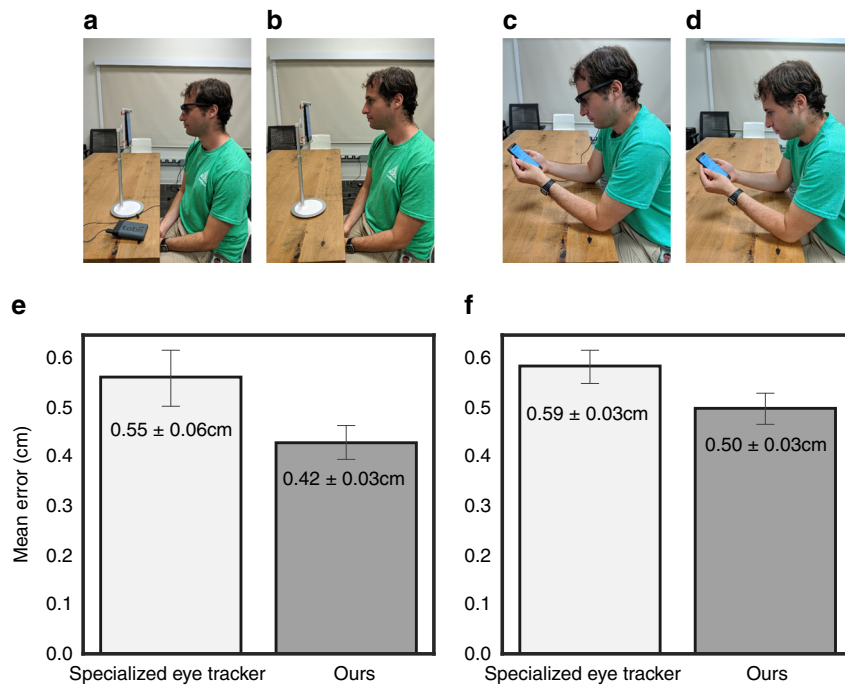 a
b
c
d
tobii
e
f
Mean error (cm)
0.6
0.5
0.4
0.3
0.2
0.1
0.0
0.55 ± 0.06cm
0.42 ± 0.03cm
Specialized eye tracker
Ours
0.6
0.5
0.4
0.3
0.2
0.1
0.0
0.59 ± 0.03cm
0.50 ± 0.03cm
Specialized eye tracker
Ours